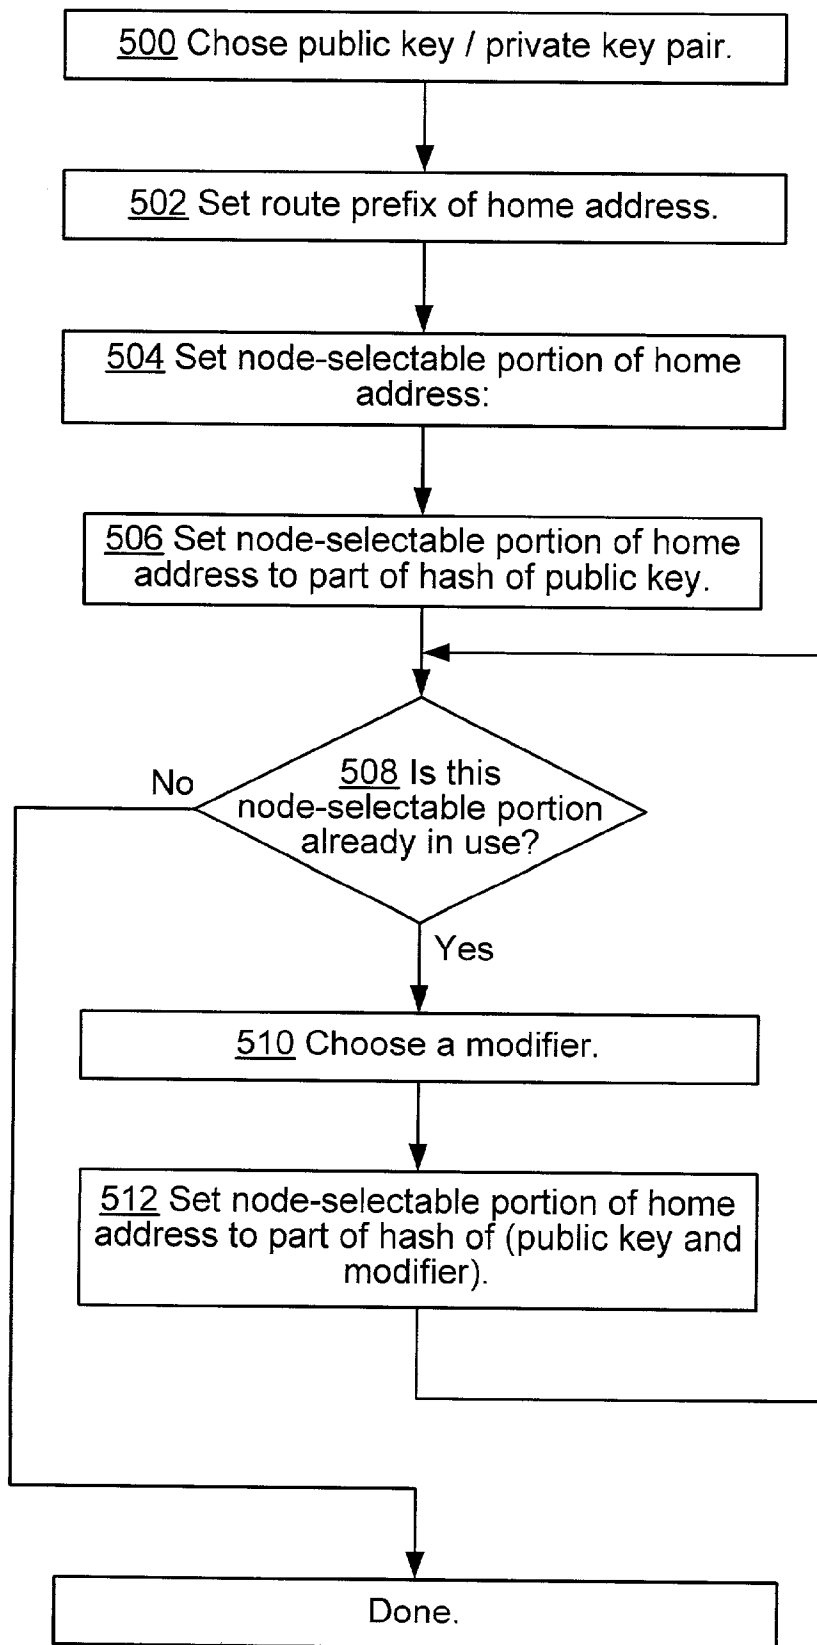 500 Chose public key / private key pair.
502 Set route prefix of home address.
504 Set node-selectable portion of home
address:
506 Set node-selectable portion of home
address to part of hash of public key.
508 Is this
node-selectable portion
already in use?
No
Yes
510 Choose a modifier.
512 Set node-selectable portion of home
address to part of hash of (public key and
modifier).
Done.